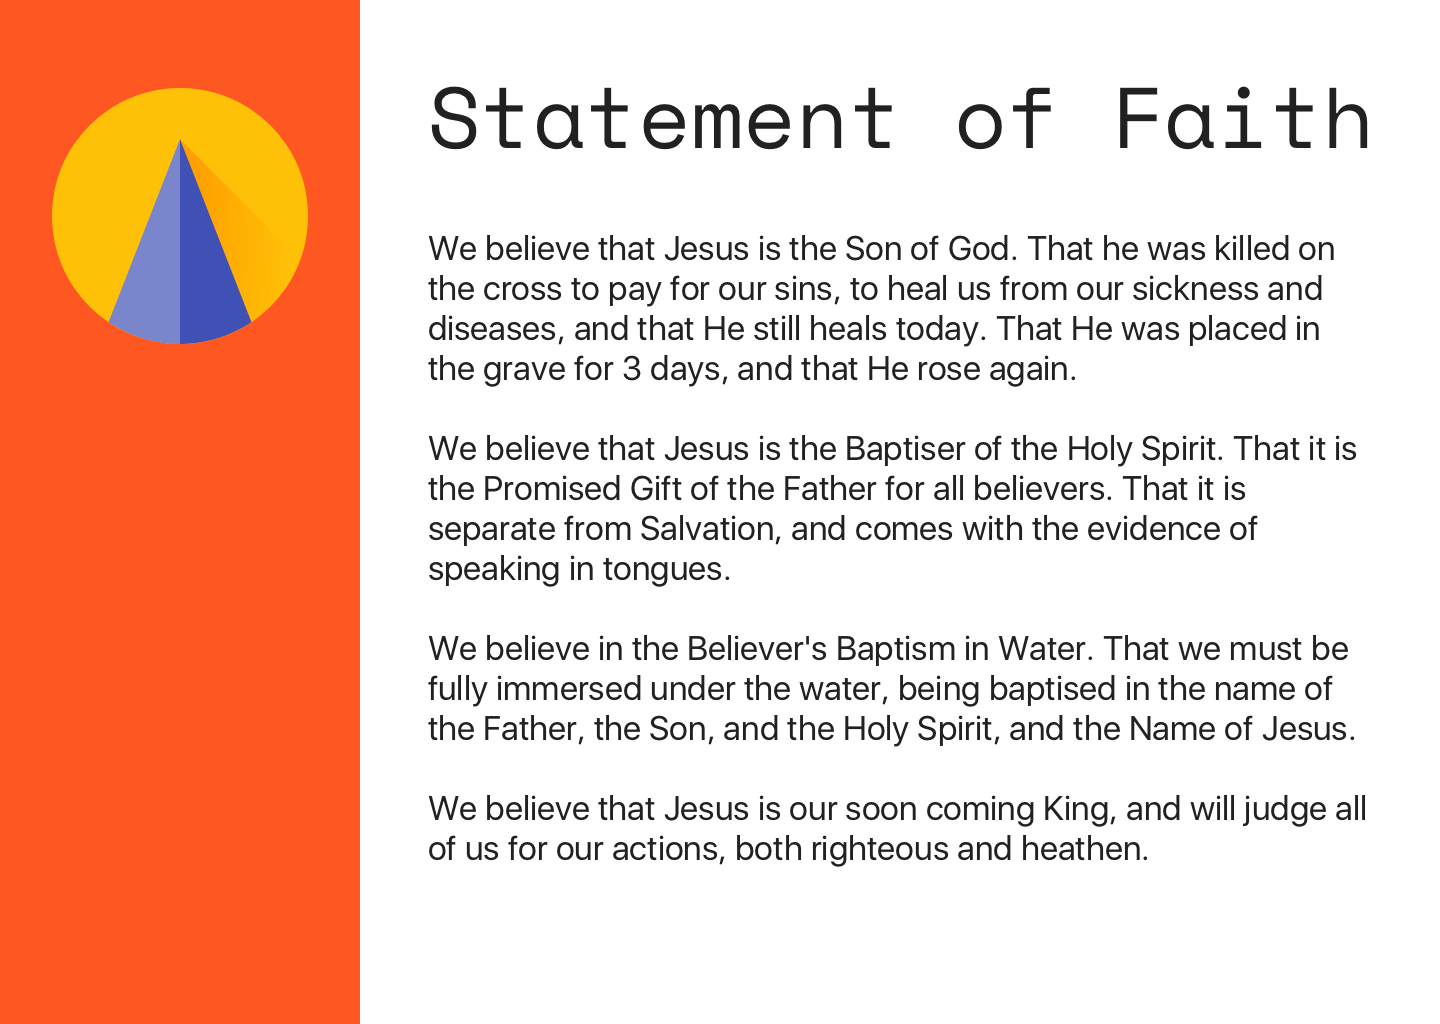 Statement of Faith
We believe that Jesus is the Son of God. That he was killed on
the cross to pay for our sins, to heal us from our sickness and
diseases, and that He still heals today. That He was placed in
the grave for 3 days, and that He rose again.
We believe that Jesus is the Baptiser of the Holy Spirit. That it is
the Promised Gift of the Father for all believers. That it is
separate from Salvation, and comes with the evidence of
speaking in tongues.
We believe in the Believer's Baptism in Water. That we must be
fully immersed under the water, being baptised in the name of
the Father, the Son, and the Holy Spirit, and the Name of Jesus.
We believe that Jesus is our soon coming King, and will judge all
of us for our actions, both righteous and heathen.